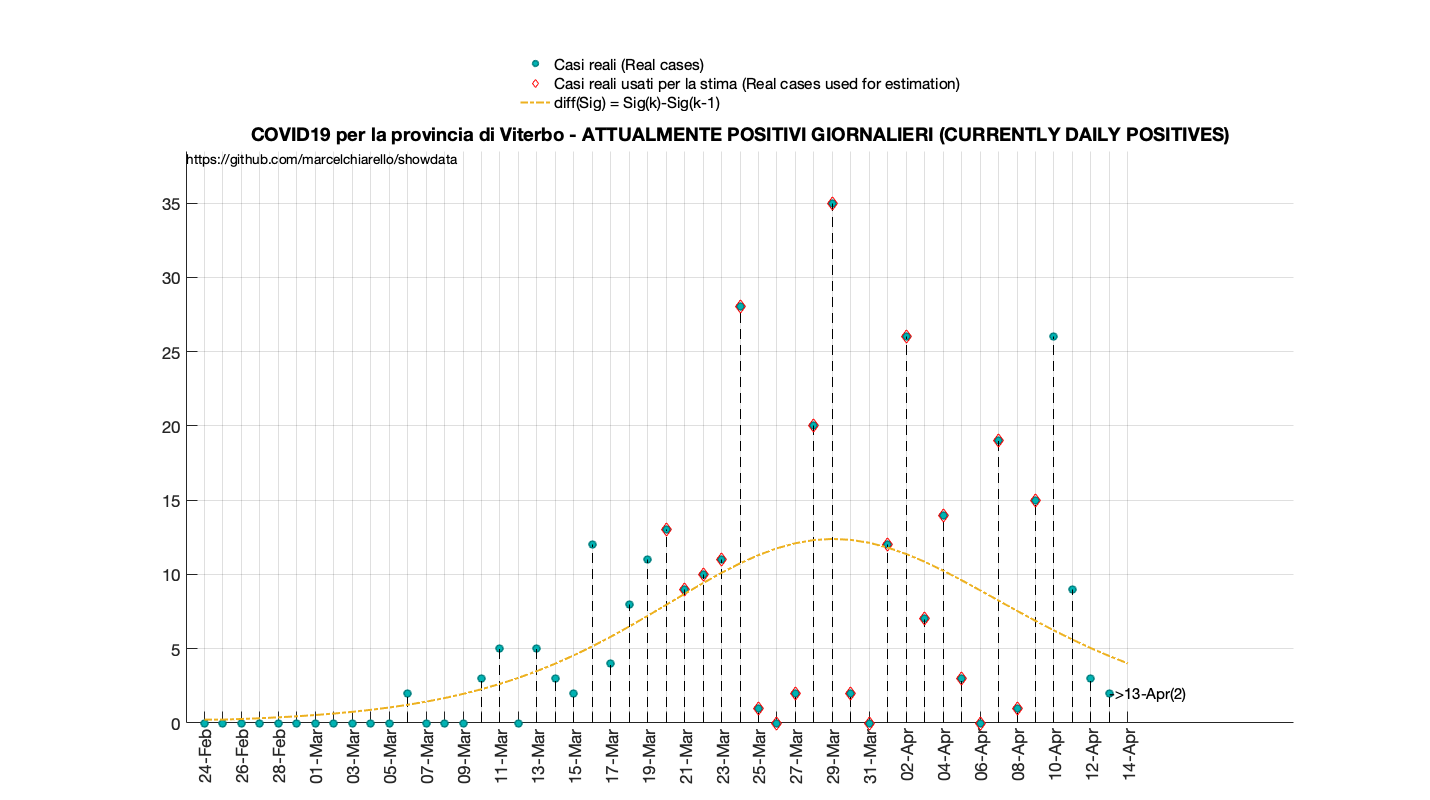 Casi reali (Real cases)
Casi reali usati per la stima (Real cases used for estimation)
diff(Sig) = Sig(k)-Sig(k-1)
COVID19 per la provincia di Viterbo - ATTUALMENTE POSITIVI GIORNALIERI (CURRENTLY DAILY POSITIVES)
https://github.com/marcelchiarello/showdata
35
30
25
20
15
10
5
0
->13-Apr(2)
24-Feb
26-Feb
28-Feb
01-Mar
03-Mar
05-Mar
07-Mar
09-Mar
11-Mar
13-Mar
15-Mar
17-Mar
19-Mar
21-Mar
23-Mar
25-Mar
27-Mar
29-Mar
31-Mar
02-Apr
04-Apr
06-Apr
08-Apr
10-Apr
12-Apr
14-Apr